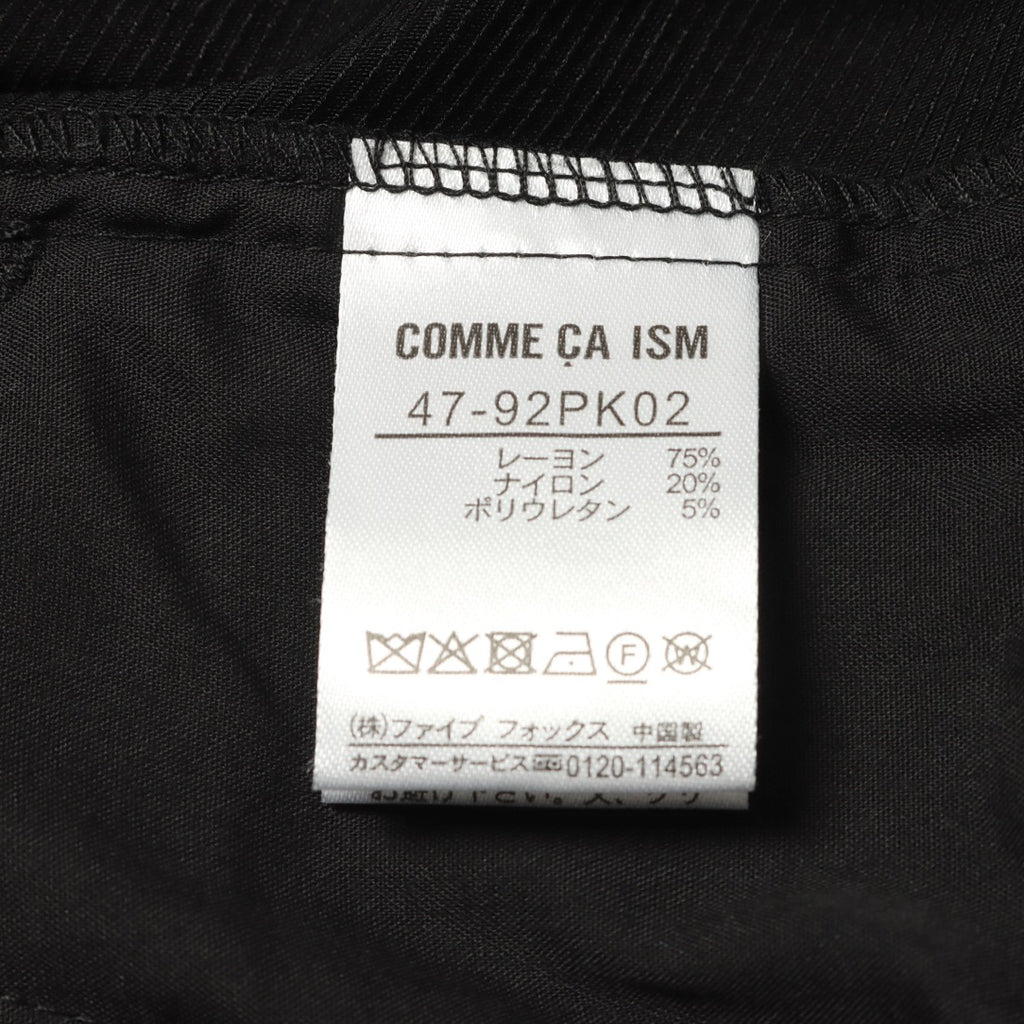 COMME ÇA ISM
47-92PK02
レーヨン 75%
ナイロン 20%
ポリウレタン 5%
F
W
(株)ファイブ フォックス 中国製
カスタマーサービス 0120-114563